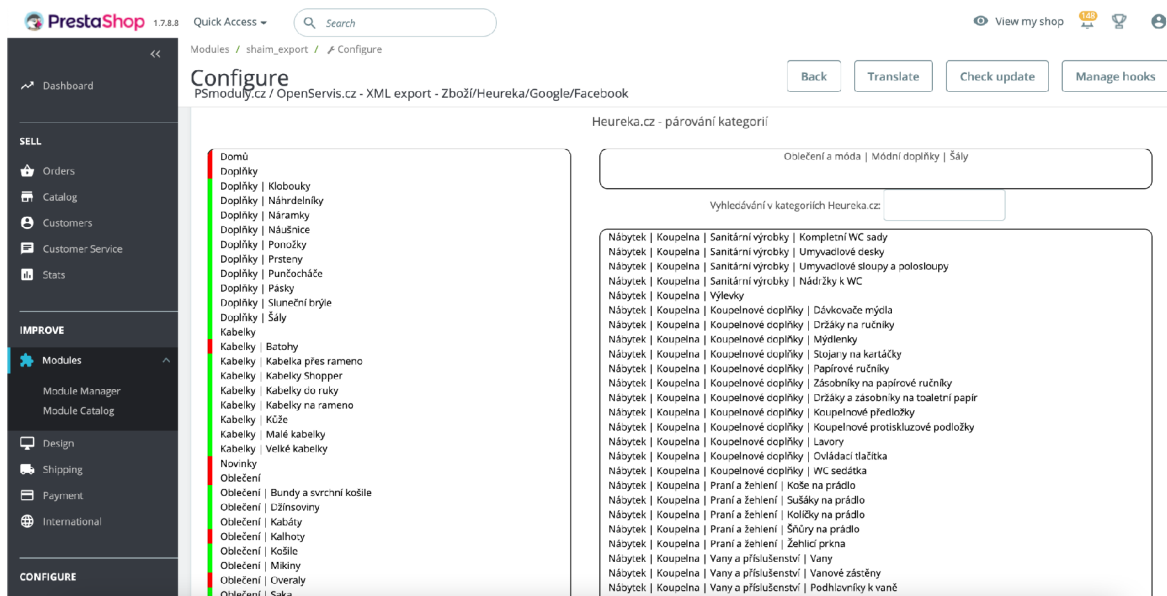 PrestaShop 1.7.8.8 Quick Access Search View my shop 148
Modules / shaim_export / Configure
Configure
PSmoduly.cz / OpenServis.cz - XML export - Zboží/Heureka/Google/Facebook
Back Translate Check update Manage hooks
Dashboard
SELL
Orders
Catalog
Customers
Customer Service
Stats
IMPROVE
Modules
Module Manager
Module Catalog
Design
Shipping
Payment
International
CONFIGURE
Heureka.cz - párování kategorií
Domů
Doplňky
Doplňky | Klobouky
Doplňky | Náhrdelníky
Doplňky | Náramky
Doplňky | Náušnice
Doplňky | Ponožky
Doplňky | Prsteny
Doplňky | Punčocháče
Doplňky | Pásky
Doplňky | Sluneční brýle
Doplňky | Šály
Kabelky
Kabelky | Batohy
Kabelky | Kabelka přes rameno
Kabelky | Kabelky Shopper
Kabelky | Kabelky do ruky
Kabelky | Kabelky na rameno
Kabelky | Kůže
Kabelky | Malé kabelky
Kabelky | Velké kabelky
Novinky
Oblečení
Oblečení | Bundy a svrchní košile
Oblečení | Džínsoviny
Oblečení | Kabáty
Oblečení | Kalhoty
Oblečení | Košile
Oblečení | Mikiny
Oblečení | Overaly
Oblečení | Saka
Oblečení a móda | Módní doplňky | Šály
Vyhledávání v kategoriích Heureka.cz:
Nábytek | Koupelna | Sanitární výrobky | Kompletní WC sady
Nábytek | Koupelna | Sanitární výrobky | Umyvadlové desky
Nábytek | Koupelna | Sanitární výrobky | Umyvadlové sloupy a polosloupy
Nábytek | Koupelna | Sanitární výrobky | Nádržky k WC
Nábytek | Koupelna | Výlevky
Nábytek | Koupelna | Koupelnové doplňky | Dávkovače mýdla
Nábytek | Koupelna | Koupelnové doplňky | Držáky na ručníky
Nábytek | Koupelna | Koupelnové doplňky | Mýdlenky
Nábytek | Koupelna | Koupelnové doplňky | Stojany na kartáčky
Nábytek | Koupelna | Koupelnové doplňky | Papírové ručníky
Nábytek | Koupelna | Koupelnové doplňky | Zásobníky na papírové ručníky
Nábytek | Koupelna | Koupelnové doplňky | Držáky a zásobníky na toaletní papír
Nábytek | Koupelna | Koupelnové doplňky | Koupelnové předložky
Nábytek | Koupelna | Koupelnové doplňky | Koupelnové protiskluzové podložky
Nábytek | Koupelna | Koupelnové doplňky | Lavory
Nábytek | Koupelna | Koupelnové doplňky | Ovládací tlačítka
Nábytek | Koupelna | Koupelnové doplňky | WC sedátka
Nábytek | Koupelna | Praní a žehlení | Koše na prádlo
Nábytek | Koupelna | Praní a žehlení | Sušáky na prádlo
Nábytek | Koupelna | Praní a žehlení | Kolíčky na prádlo
Nábytek | Koupelna | Praní a žehlení | Šňůry na prádlo
Nábytek | Koupelna | Praní a žehlení | Žehlicí prkna
Nábytek | Koupelna | Vany a příslušenství | Vany
Nábytek | Koupelna | Vany a příslušenství | Vanové zástěny
Nábytek | Koupelna | Vany a příslušenství | Podhlavníky k vaně